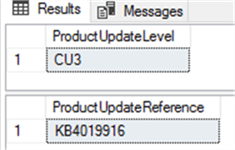 Results Messages
ProductUpdateLevel
1 CU3
ProductUpdateReference
1 KB4019916